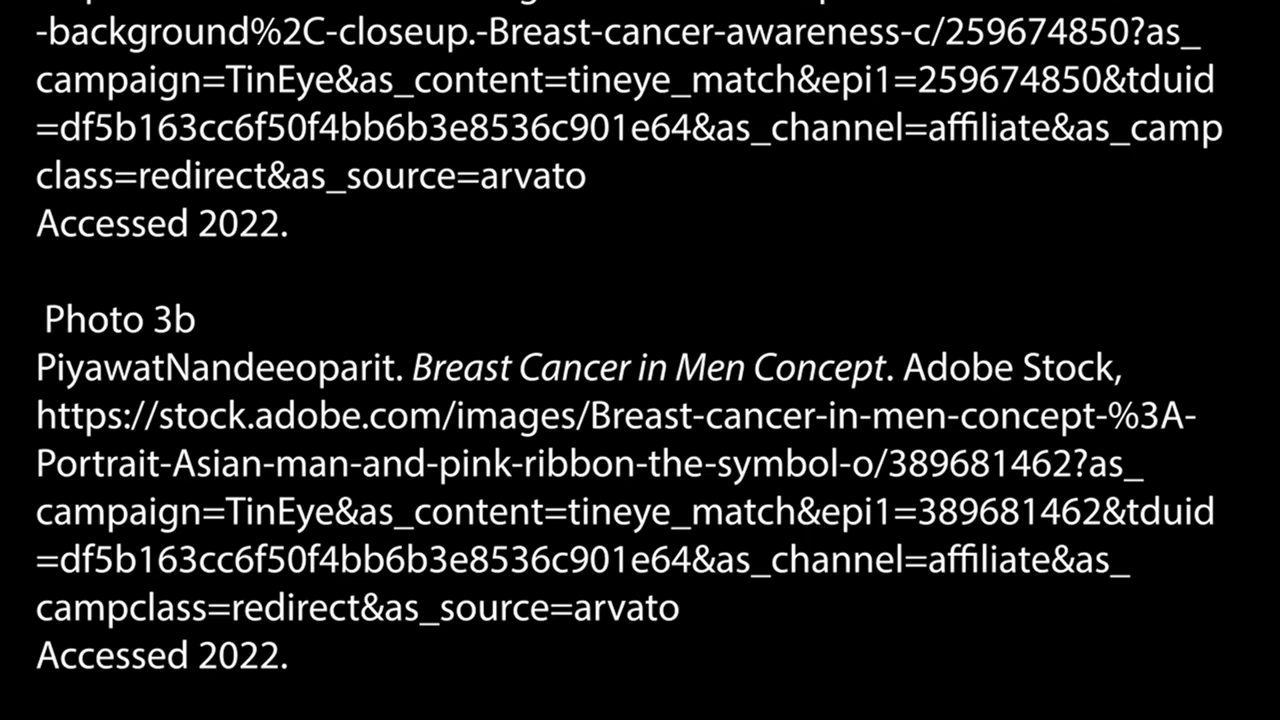 -background%2C-closeup.-Breast-cancer-awareness-c/259674850?as_
campaign=TinEye&as_content=tineye_match&epi1=259674850&tduid
=df5b163cc6f50f4bb6b3e8536c901e64&as_channel=affiliate&as_camp
class=redirect&as_source=arvato
Accessed 2022.
Photo 3b
PiyawatNandeeoparit. Breast Cancer in Men Concept. Adobe Stock,
https://stock.adobe.com/images/Breast-cancer-in-men-concept-%3A-
Portrait-Asian-man-and-pink-ribbon-the-symbol-o/389681462?as_
campaign=TinEye&as_content=tineye_match&epi1=389681462&tduid
=df5b163cc6f50f4bb6b3e8536c901e64&as_channel=affiliate&as_
campclass=redirect&as_source=arvato
Accessed 2022.